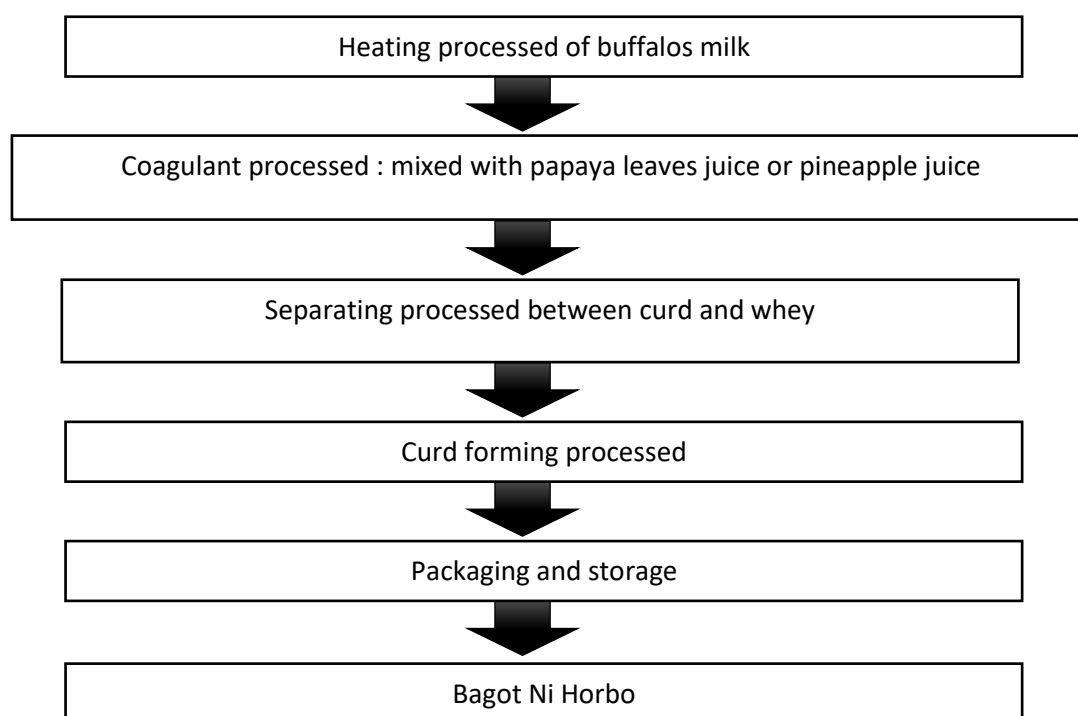 Heating processed of buffalos milk
Coagulant processed : mixed with papaya leaves juice or pineapple juice
Separating processed between curd and whey
Curd forming processed
Packaging and storage
Bagot Ni Horbo